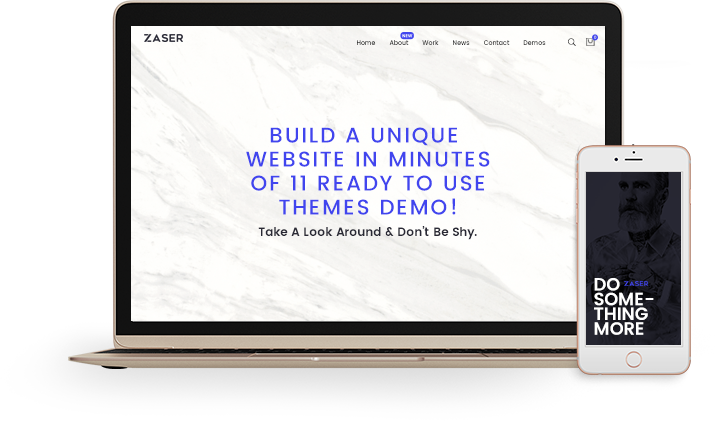 ZASER
Home About NEW Work News Contact Demos
0
BUILD A UNIQUE
WEBSITE IN MINUTES
OF 11 READY TO USE
THEMES DEMO!
Take A Look Around & Don't Be Shy.
DO ZASER
SOME-
THING
MORE